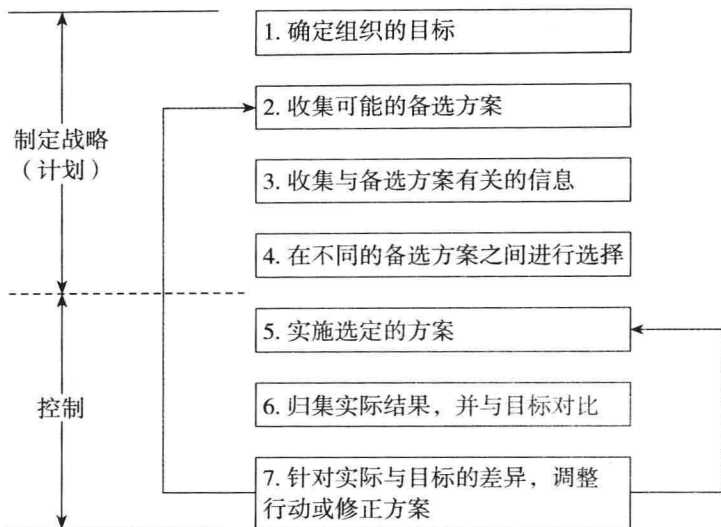 1. 确定组织的目标
2. 收集可能的备选方案
制定战略
（计划）
3. 收集与备选方案有关的信息
4. 在不同的备选方案之间进行选择
5. 实施选定的方案
控制
6. 归集实际结果，并与目标对比
7. 针对实际与目标的差异，调整
行动或修正方案